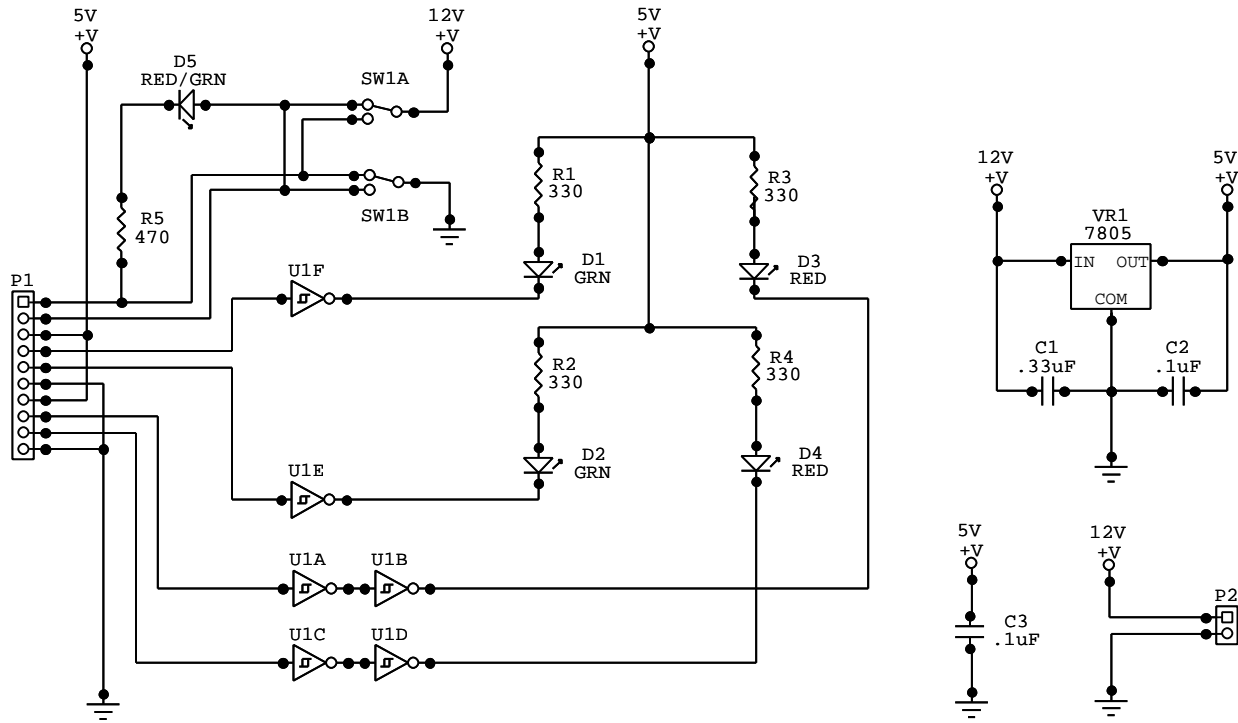 5V
+V
D5
RED/GRN
12V
+V
SW1A
SW1B
R5
470
P1
5V
+V
R1
330
R3
330
D1
GRN
D3
RED
U1F
R2
330
R4
330
D2
GRN
D4
RED
U1E
U1A
U1B
U1C
U1D
12V
+V
5V
+V
VR1
7805
IN
OUT
COM
C1
.33uF
C2
.1uF
5V
+V
C3
.1uF
12V
+V
P2